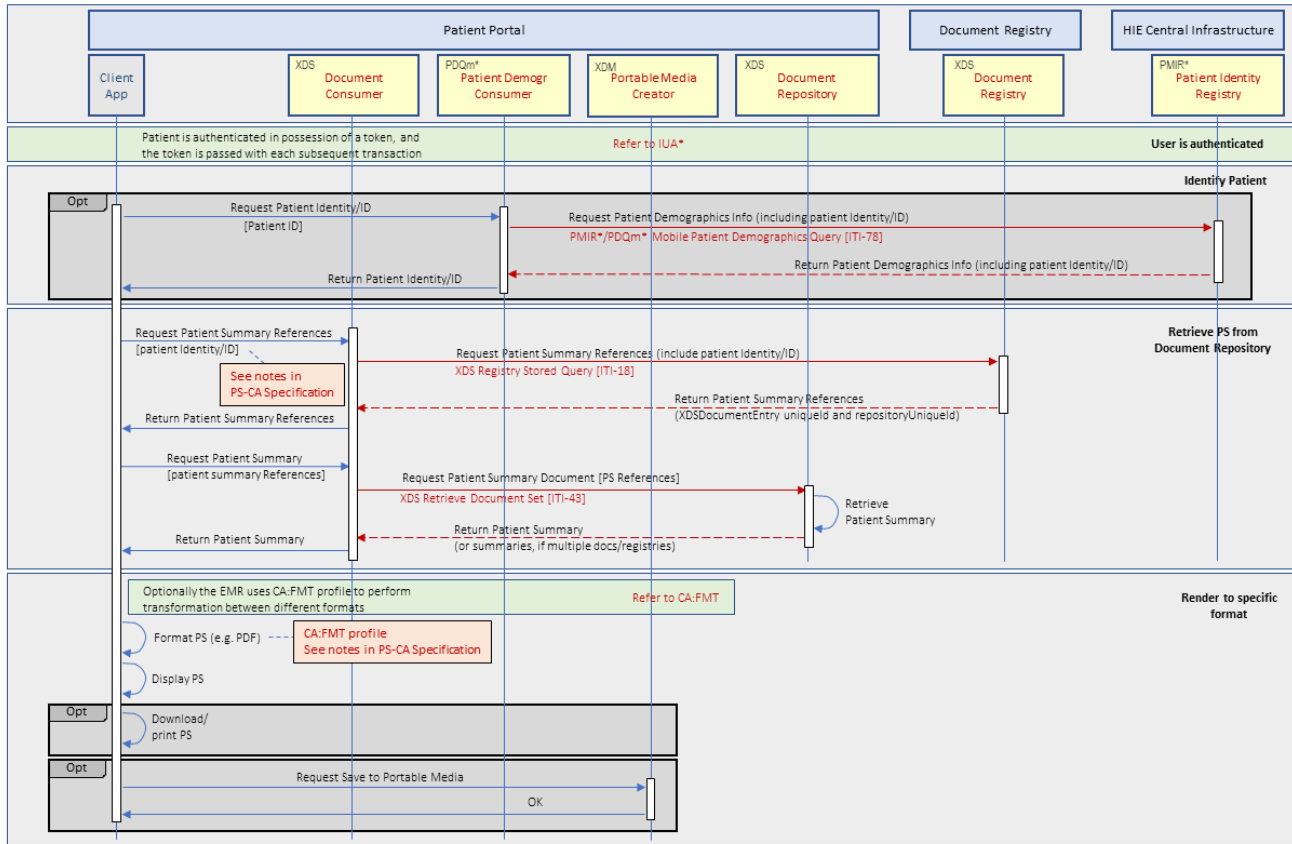 Patient Portal
Document Registry
HIE Central Infrastructure
Client
App
XDS
Document
Consumer
PDQm*
Patient Demogr
Consumer
XDM
Portable Media
Creator
XDS
Document
Repository
XDS
Document
Registry
PMIR*
Patient Identity
Registry
Patient is authenticated in possession of a token, and
the token is passed with each subsequent transaction
Refer to IUA*
User is authenticated
Identify Patient
Opt
Request Patient Identity/ID
[Patient ID]
Request Patient Demographics Info (including patient Identity/ID)
PMIR*/PDQm* Mobile Patient Demographics Query [ITI-78]
Return Patient Demographics Info (including patient Identity/ID)
Return Patient Identity/ID
Retrieve PS from
Document Repository
Request Patient Summary References
[patient Identity/ID]
See notes in
PS-CA Specification
Request Patient Summary References (include patient Identity/ID)
XDS Registry Stored Query [ITI-18]
Return Patient Summary References
(XDSDocumentEntry uniqueId and repositoryUniqueId)
Return Patient Summary References
Request Patient Summary
[patient summary References]
Request Patient Summary Document [PS References]
XDS Retrieve Document Set [ITI-43]
Retrieve
Patient Summary
Return Patient Summary
(or summaries, if multiple docs/registries)
Return Patient Summary
Optionally the EMR uses CA:FMT profile to perform
transformation between different formats
Refer to CA:FMT
Render to specific
format
Format PS (e.g. PDF)
CA:FMT profile
See notes in PS-CA Specification
Display PS
Opt
Download/
print PS
Opt
Request Save to Portable Media
OK